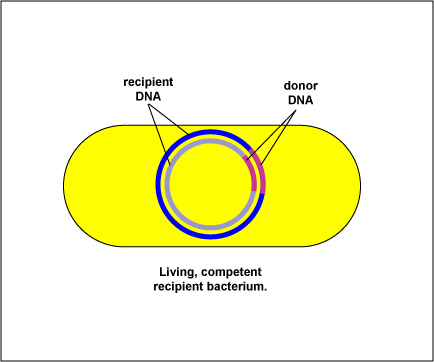 recipient
DNA
donor
DNA
Living, competent
recipient bacterium.